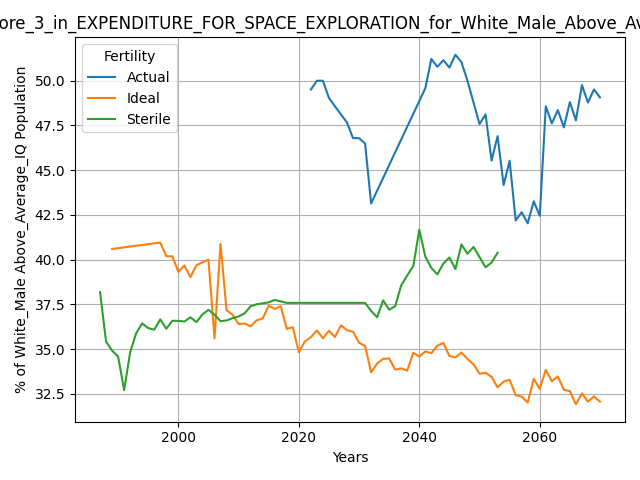 ore_3_in_EXPENDITURE_FOR_SPACE_EXPLORATION_for_White_Male_Above_Av
Fertility
Actual
Ideal
Sterile
% of White_Male Above_Average_IQ Population
50.0
47.5
45.0
42.5
40.0
37.5
35.0
32.5
2000
2020
2040
2060
Years